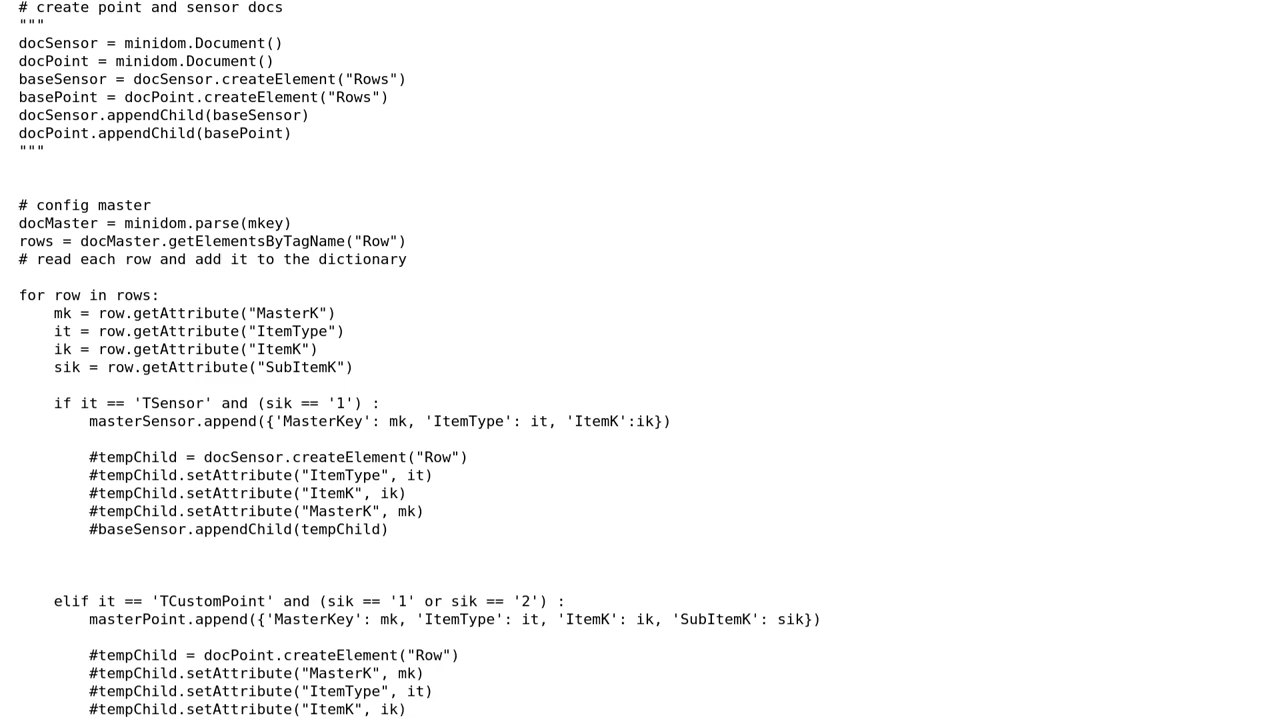 # create point and sensor docs
"""
docSensor = minidom.Document()
docPoint = minidom.Document()
baseSensor = docSensor.createElement("Rows")
basePoint = docPoint.createElement("Rows")
docSensor.appendChild(baseSensor)
docPoint.appendChild(basePoint)
"""
# config master
docMaster = minidom.parse(mkey)
rows = docMaster.getElementsByTagName("Row")
# read each row and add it to the dictionary
for row in rows:
    mk = row.getAttribute("MasterK")
    it = row.getAttribute("ItemType")
    ik = row.getAttribute("ItemK")
    sik = row.getAttribute("SubItemK")
    if it == 'TSensor' and (sik == '1') :
        masterSensor.append({'MasterKey': mk, 'ItemType': it, 'ItemK':ik})
        #tempChild = docSensor.createElement("Row")
        #tempChild.setAttribute("ItemType", it)
        #tempChild.setAttribute("ItemK", ik)
        #tempChild.setAttribute("MasterK", mk)
        #baseSensor.appendChild(tempChild)
    elif it == 'TCustomPoint' and (sik == '1' or sik == '2') :
        masterPoint.append({'MasterKey': mk, 'ItemType': it, 'ItemK': ik, 'SubItemK': sik})
        #tempChild = docPoint.createElement("Row")
        #tempChild.setAttribute("MasterK", mk)
        #tempChild.setAttribute("ItemType", it)
        #tempChild.setAttribute("ItemK", ik)